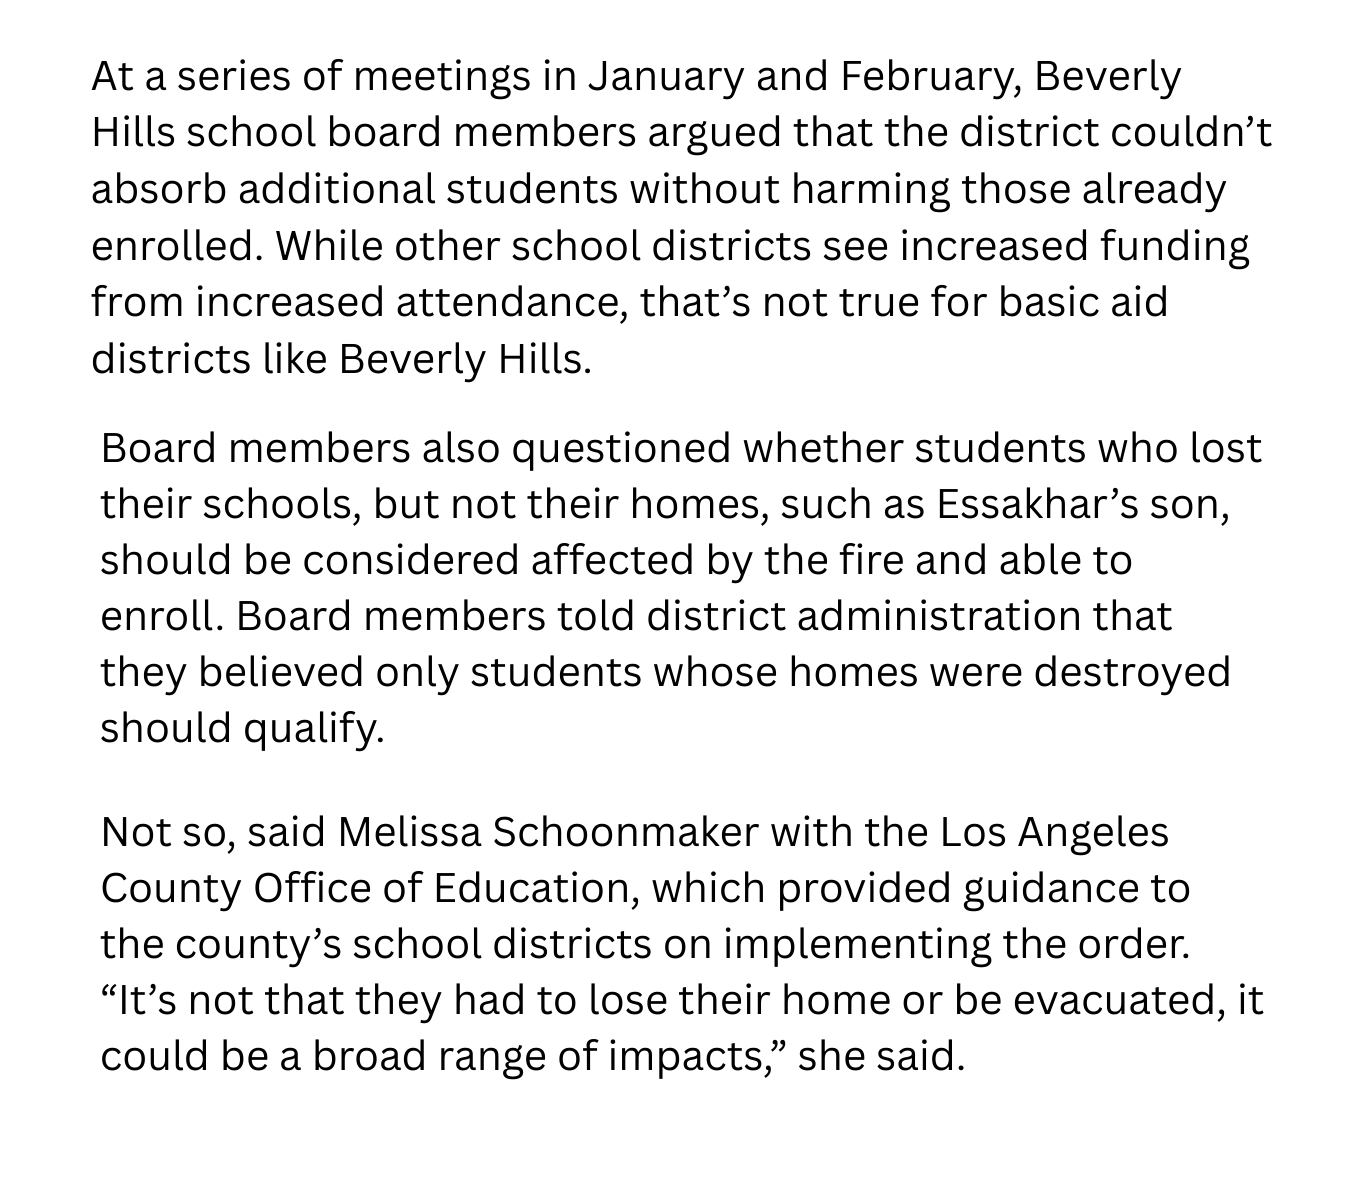 At a series of meetings in January and February, Beverly
Hills school board members argued that the district couldn’t
absorb additional students without harming those already
enrolled. While other school districts see increased funding
from increased attendance, that’s not true for basic aid
districts like Beverly Hills.
Board members also questioned whether students who lost
their schools, but not their homes, such as Essakhar’s son,
should be considered affected by the fire and able to
enroll. Board members told district administration that
they believed only students whose homes were destroyed
should qualify.
Not so, said Melissa Schoonmaker with the Los Angeles
County Office of Education, which provided guidance to
the county’s school districts on implementing the order.
“It’s not that they had to lose their home or be evacuated, it
could be a broad range of impacts,” she said.